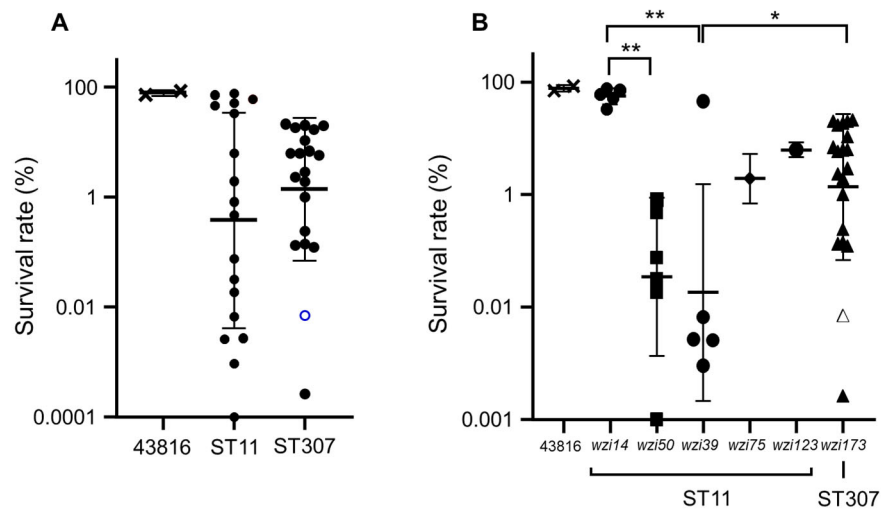 A
Survival rate (%)
100
1
0.01
0.0001
43816 ST11 ST307
B
** *
**
Survival rate (%)
100
1
0.01
0.001
43816 wzi14 wzi50 wzi39 wzi75 wzi123 wzi173
ST11 ST307